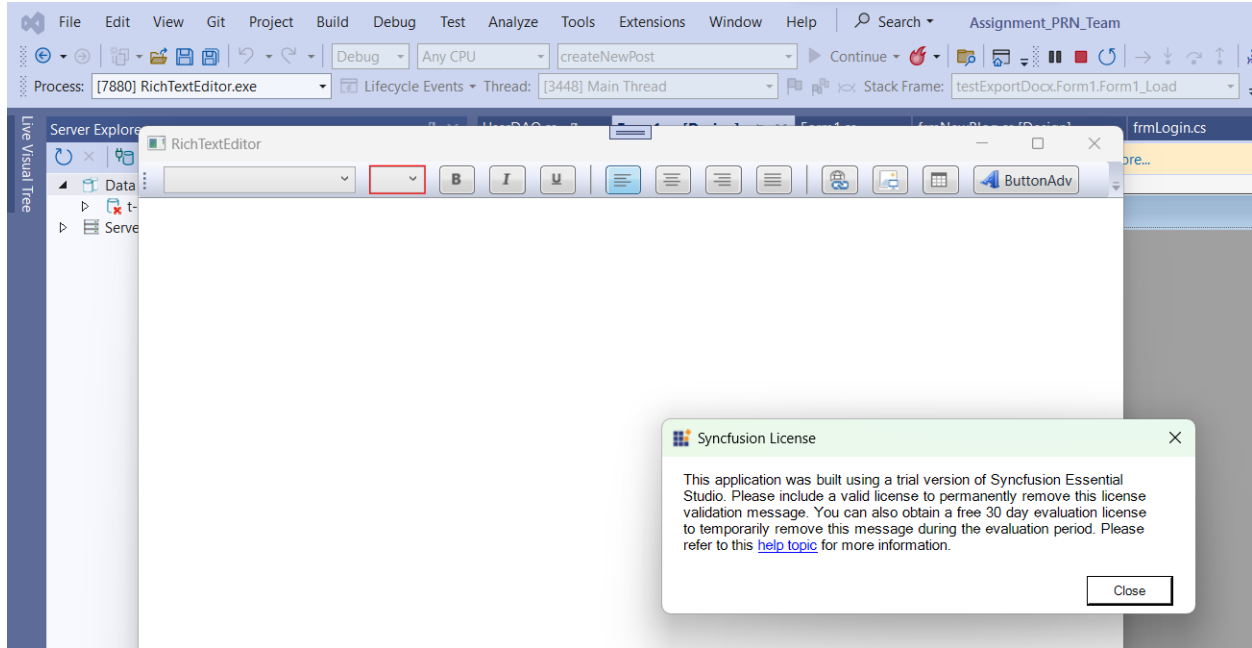 File Edit View Git Project Build Debug Test Analyze Tools Extensions Window Help Search Assignment_PRN_Team
Debug Any CPU createNewPost Continue
Process: [7880] RichTextEditor.exe Lifecycle Events Thread: [3448] Main Thread Stack Frame: testExportDocx.Form1.Form1_Load
Live Visual Tree
Server Explore frmLogin.cs
RichTextEditor
ore...
Data
B I U ButtonAdv
t-
Serve
Syncfusion License
This application was built using a trial version of Syncfusion Essential
Studio. Please include a valid license to permanently remove this license
validation message. You can also obtain a free 30 day evaluation license
to temporarily remove this message during the evaluation period. Please
refer to this help topic for more information.
Close